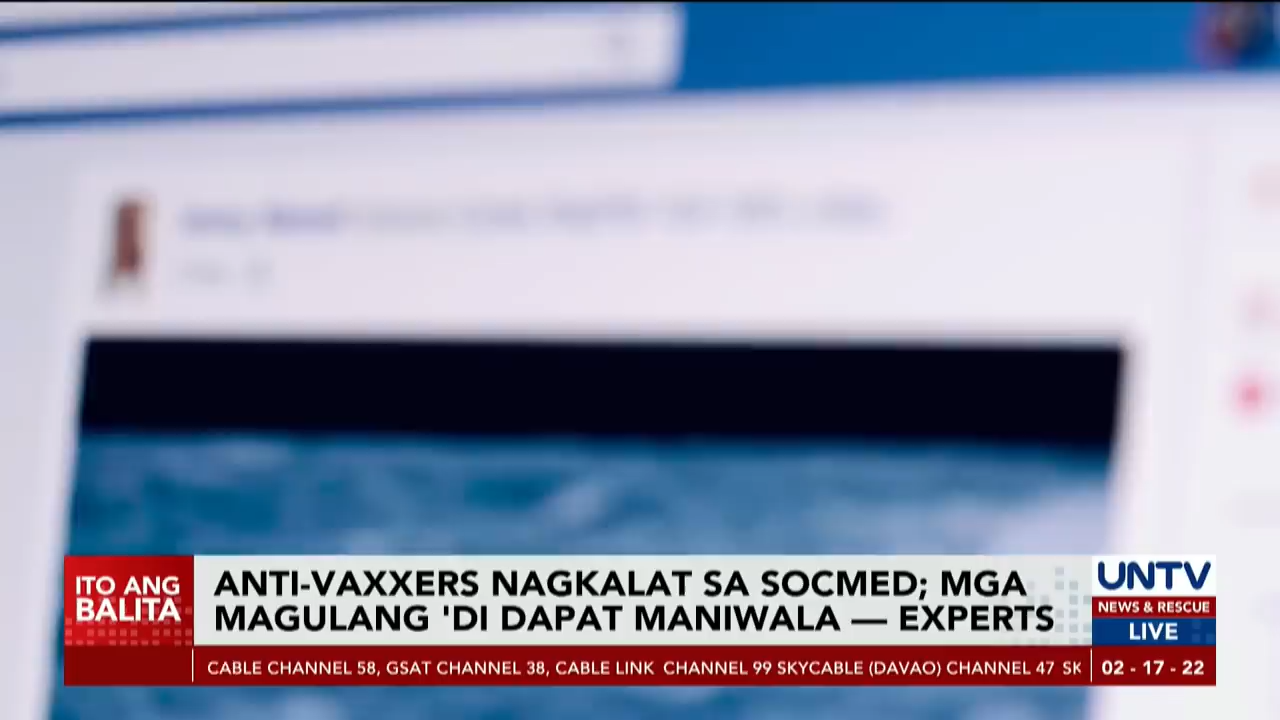 ITO ANG
BALITA
ANTI-VAXXERS NAGKALAT SA SOCMED; MGA
MAGULANG 'DI DAPAT MANIWALA — EXPERTS
UNTV
NEWS & RESCUE
LIVE
CABLE CHANNEL 58, GSAT CHANNEL 38, CABLE LINK CHANNEL 99 SKYCABLE (DAVAO) CHANNEL 47 SK
02 - 17 - 22